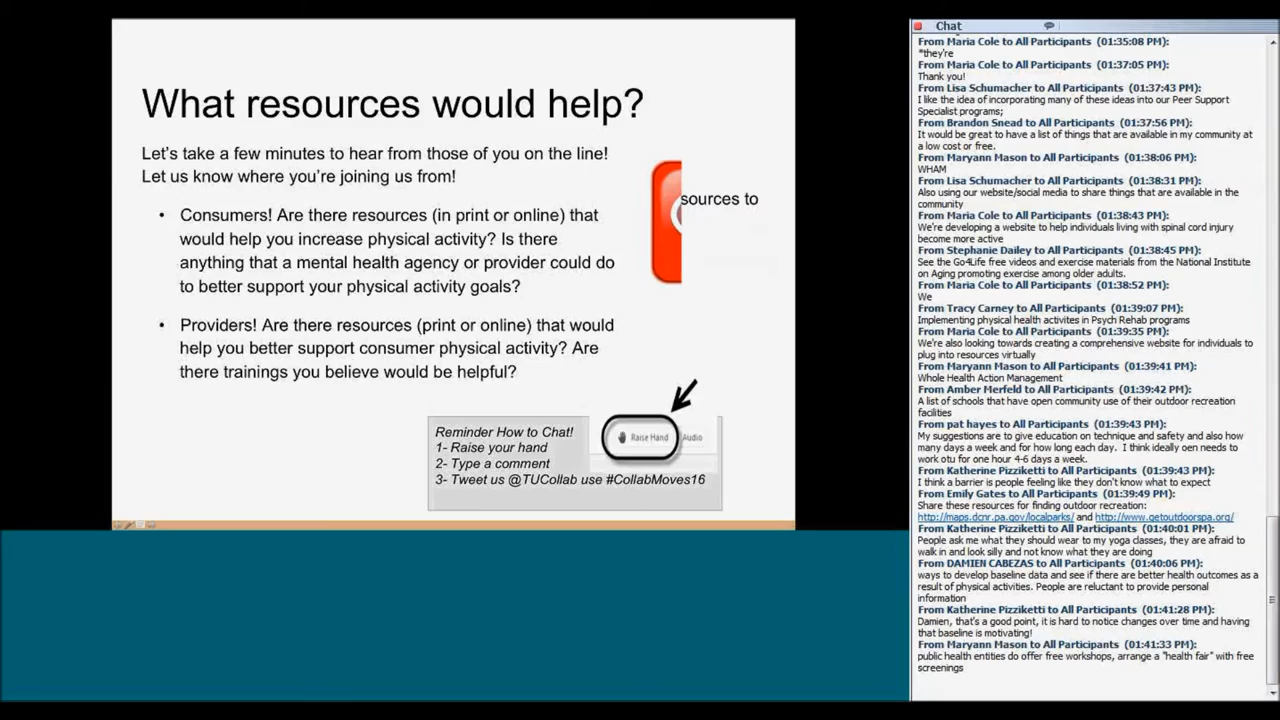 What resources would help?
Let's take a few minutes to hear from those of you on the line!
Let us know where you're joining us from!
• Consumers! Are there resources (in print or online) that
would help you increase physical activity? Is there
anything that a mental health agency or provider could do
to better support your physical activity goals?
• Providers! Are there resources (print or online) that would
help you better support consumer physical activity? Are
there trainings you believe would be helpful?
sources to
Reminder How to Chat!
1- Raise your hand
2- Type a comment
3- Tweet us @TUCollab use #CollabMoves16
Raise Hand
Audio
Chat
From Maria Cole to All Participants (01:35:08 PM):
*they're
From Maria Cole to All Participants (01:37:05 PM):
Thank you!
From Lisa Schumacher to All Participants (01:37:43 PM):
I like the idea of incorporating many of these ideas into our Peer Support
Specialist programs;
From Brandon Snead to All Participants (01:37:56 PM):
It would be great to have a list of things that are available in my community at
a low cost or free.
From Maryann Mason to All Participants (01:38:06 PM):
WHAM
From Lisa Schumacher to All Participants (01:38:31 PM):
Also using our website/social media to share things that are available in the
community
From Maria Cole to All Participants (01:38:43 PM):
We're developing a website to help individuals living with spinal cord injury
become more active
From Stephanie Dailey to All Participants (01:38:45 PM):
See the Go4Life free videos and exercise materials from the National Institute
on Aging promoting exercise among older adults.
From Maria Cole to All Participants (01:38:52 PM):
We
From Tracy Carney to All Participants (01:39:07 PM):
Implementing physical health activites in Psych Rehab programs
From Maria Cole to All Participants (01:39:35 PM):
We're also looking towards creating a comprehensive website for individuals to
plug into resources virtually
From Maryann Mason to All Participants (01:39:41 PM):
Whole Health Action Management
From Amber Merfeld to All Participants (01:39:42 PM):
A list of schools that have open community use of their outdoor recreation
facilities
From pat hayes to All Participants (01:39:43 PM):
My suggestions are to give education on technique and safety and also how
many days a week and for how long each day. I think ideally oen needs to
work otu for one hour 4-6 days a week.
From Katherine Pizziketti to All Participants (01:39:43 PM):
I think a barrier is people feeling like they don't know what to expect
From Emily Gates to All Participants (01:39:49 PM):
Share these resources for finding outdoor recreation:
http://maps.dcnr.pa.gov/localparks/ and http://www.getoutdoorspa.org/
From Katherine Pizziketti to All Participants (01:40:01 PM):
People ask me what they should wear to my yoga classes, they are afraid to
walk in and look silly and not know what they are doing
From DAMIEN CABEZAS to All Participants (01:40:06 PM):
ways to develop baseline data and see if there are better health outcomes as a
result of physical activities. People are reluctant to provide personal
information
From Katherine Pizziketti to All Participants (01:41:28 PM):
Damien, that's a good point, it is hard to notice changes over time and having
that baseline is motivating!
From Maryann Mason to All Participants (01:41:33 PM):
public health entities do offer free workshops, arrange a "health fair" with free
screenings